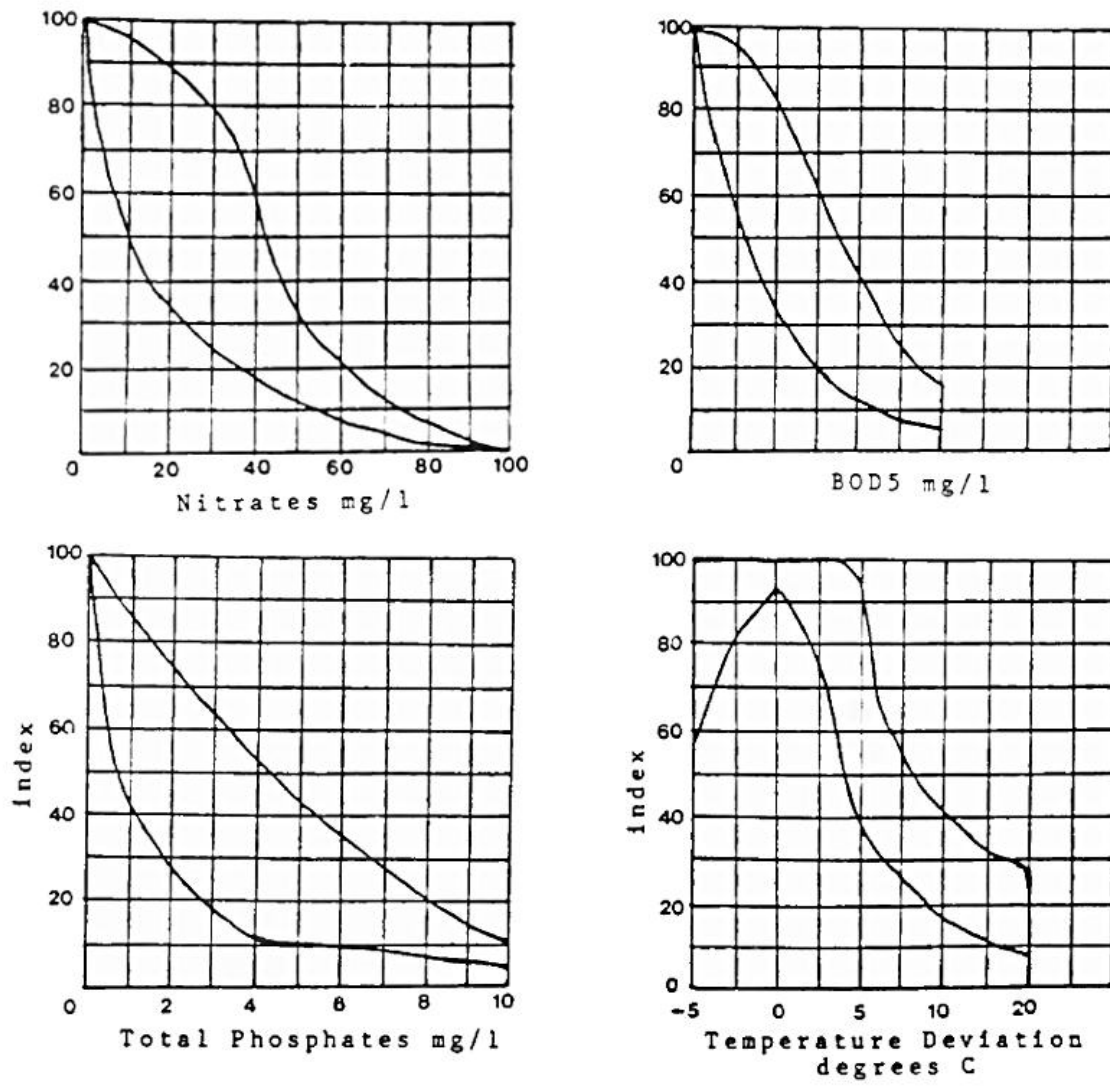 100
80
60
40
20
0 20 40 60 80 100
Nitrates mg/l
100
80
60
40
20
0
BOD5 mg/l
100
80
60
40
20
0 2 4 6 8 10
index
Total Phosphates mg/l
100
80
60
40
20
0
-5 0 5 10 20
index
Temperature Deviation
degrees C